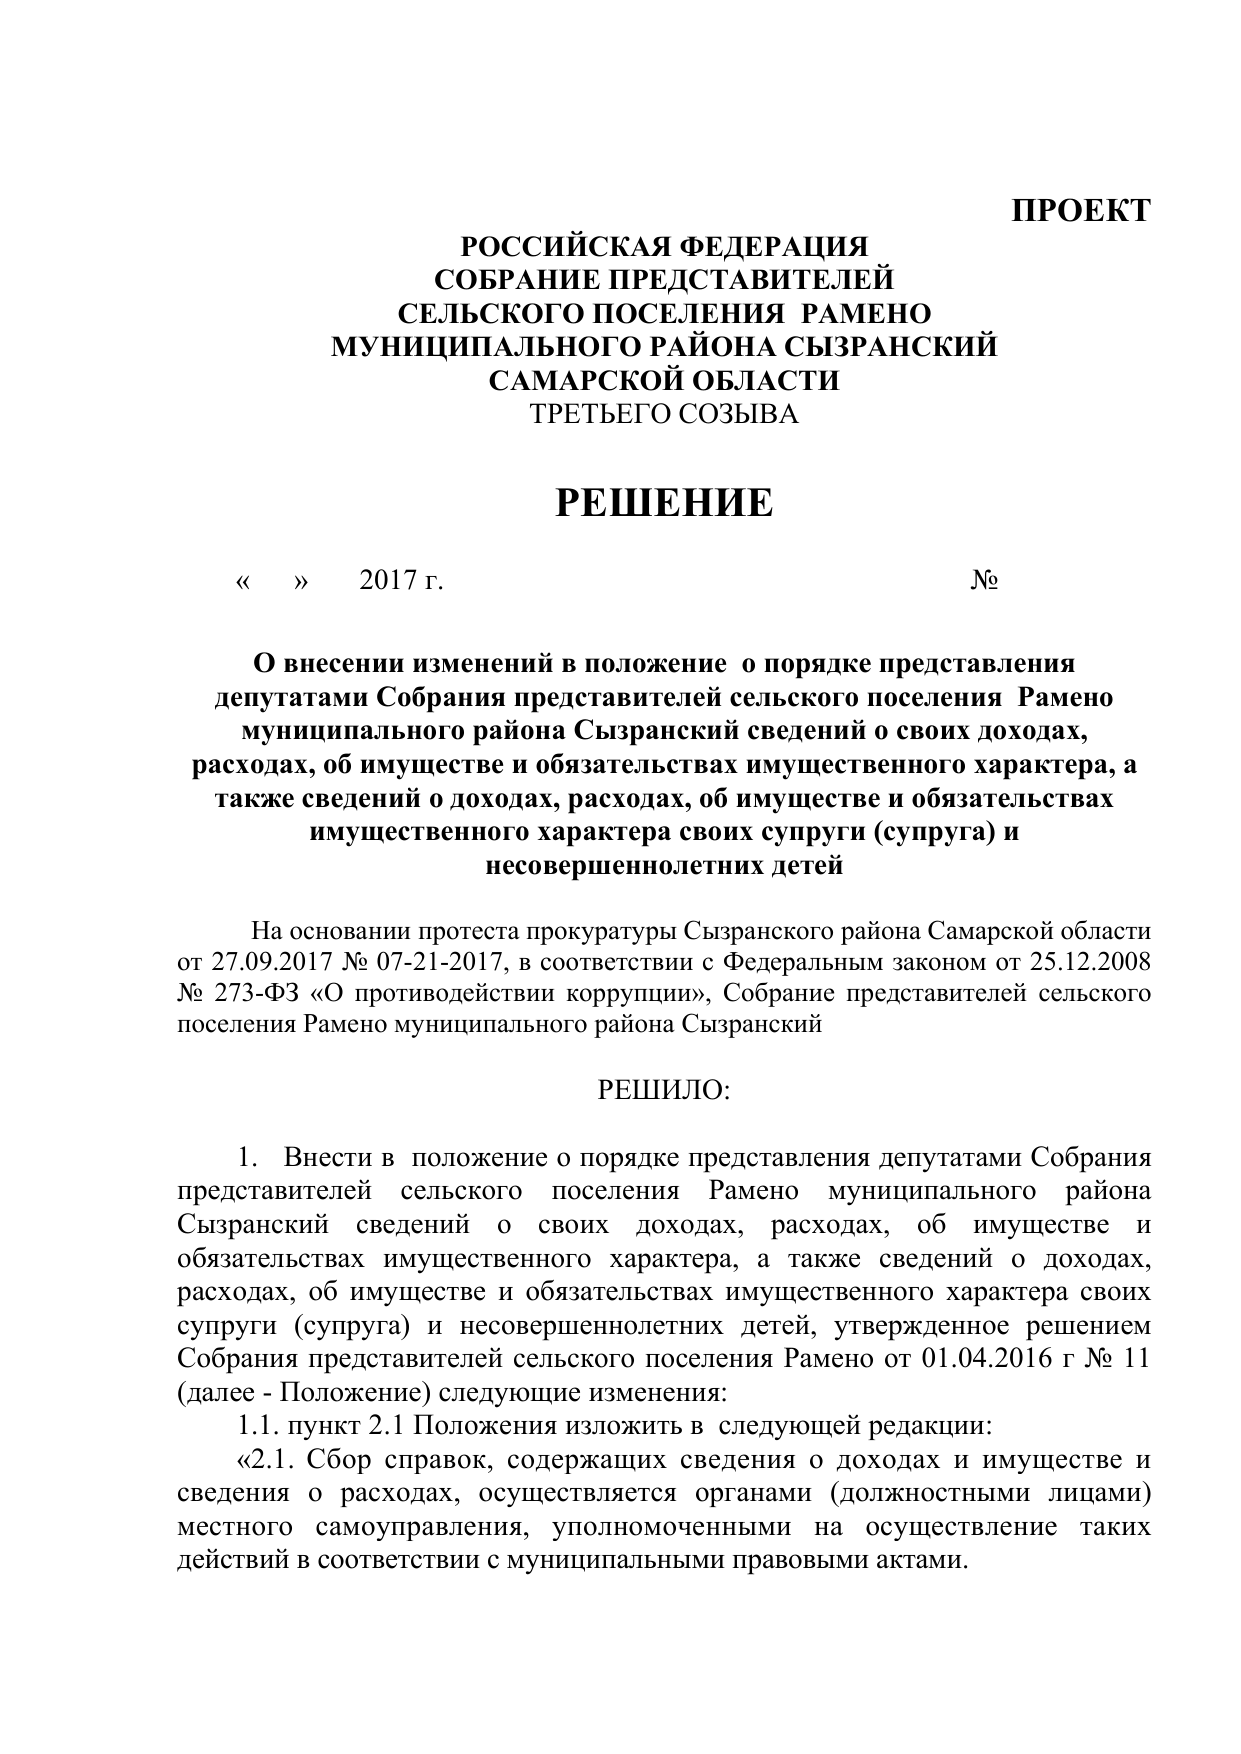 ПРОЕКТ
РОССИЙСКАЯ ФЕДЕРАЦИЯ
СОБРАНИЕ ПРЕДСТАВИТЕЛЕЙ
СЕЛЬСКОГО ПОСЕЛЕНИЯ  РАМЕНО
МУНИЦИПАЛЬНОГО РАЙОНА СЫЗРАНСКИЙ
САМАРСКОЙ ОБЛАСТИ
ТРЕТЬЕГО СОЗЫВА
РЕШЕНИЕ
«      »       2017 г.   №
О внесении изменений в положение  о порядке представления
депутатами Собрания представителей сельского поселения  Рамено
муниципального района Сызранский сведений о своих доходах,
расходах, об имуществе и обязательствах имущественного характера, а
также сведений о доходах, расходах, об имуществе и обязательствах
имущественного характера своих супруги (супруга) и
несовершеннолетних детей
На основании протеста прокуратуры Сызранского района Самарской области
от 27.09.2017 № 07-21-2017, в соответствии с Федеральным законом от 25.12.2008
№ 273-ФЗ «О противодействии коррупции», Собрание представителей сельского
поселения Рамено муниципального района Сызранский
РЕШИЛО:
1.   Внести в  положение о порядке представления депутатами Собрания
представителей сельского поселения Рамено муниципального района
Сызранский сведений о своих доходах, расходах, об имуществе и
обязательствах имущественного характера, а также сведений о доходах,
расходах, об имуществе и обязательствах имущественного характера своих
супруги (супруга) и несовершеннолетних детей, утвержденное решением
Собрания представителей сельского поселения Рамено от 01.04.2016 г № 11
(далее - Положение) следующие изменения:
1.1. пункт 2.1 Положения изложить в  следующей редакции:
«2.1. Сбор справок, содержащих сведения о доходах и имуществе и
сведения о расходах, осуществляется органами (должностными лицами)
местного самоуправления, уполномоченными на осуществление таких
действий в соответствии с муниципальными правовыми актами.